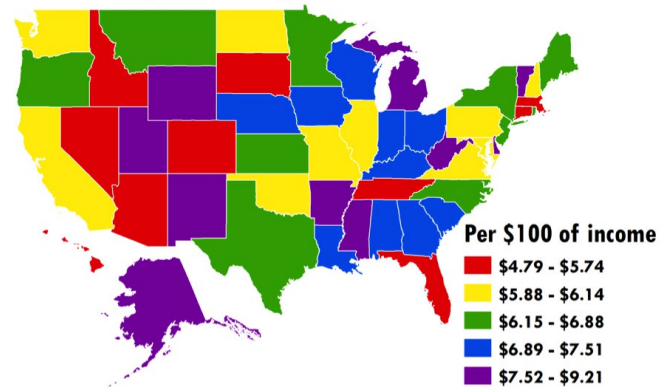 Per $100 of income
$4.79 - $5.74
$5.88 - $6.14
$6.15 - $6.88
$6.89 - $7.51
$7.52 - $9.21